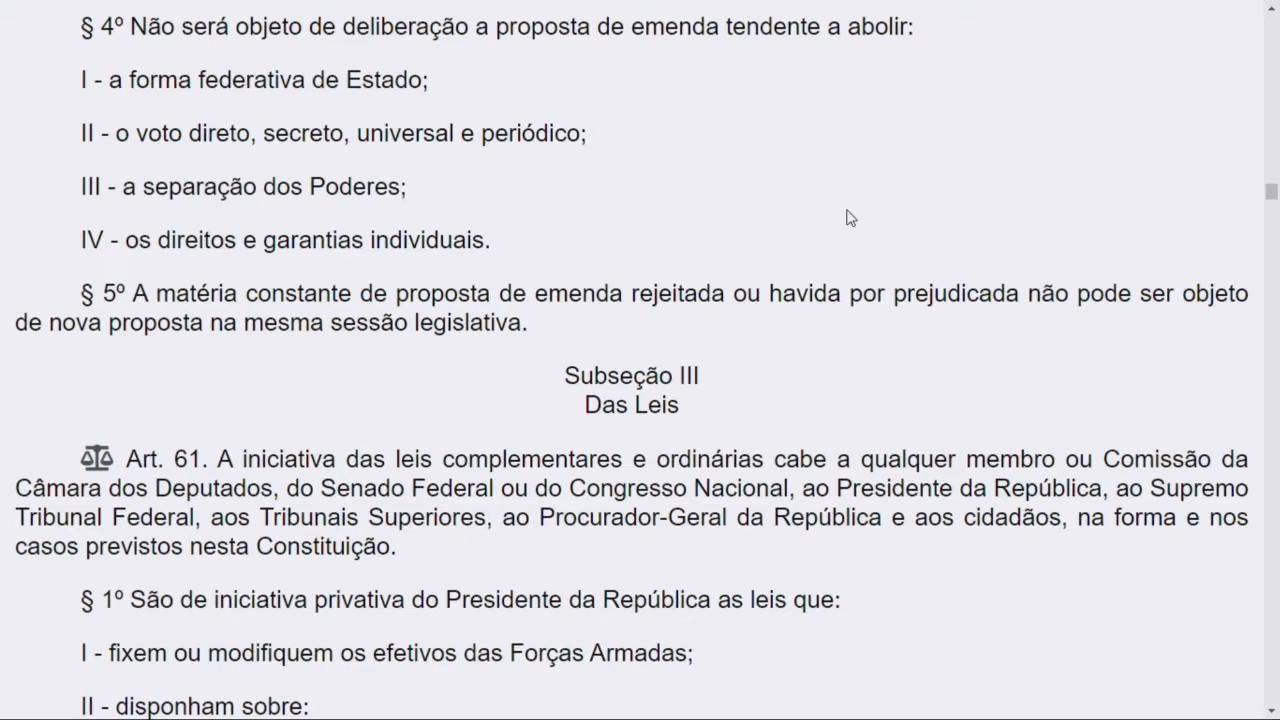 § 4º Não será objeto de deliberação a proposta de emenda tendente a abolir:
I - a forma federativa de Estado;
II - o voto direto, secreto, universal e periódico;
III - a separação dos Poderes;
IV - os direitos e garantias individuais.
§ 5º A matéria constante de proposta de emenda rejeitada ou havida por prejudicada não pode ser objeto
de nova proposta na mesma sessão legislativa.
Subseção III
Das Leis
Art. 61. A iniciativa das leis complementares e ordinárias cabe a qualquer membro ou Comissão da
Câmara dos Deputados, do Senado Federal ou do Congresso Nacional, ao Presidente da República, ao Supremo
Tribunal Federal, aos Tribunais Superiores, ao Procurador-Geral da República e aos cidadãos, na forma e nos
casos previstos nesta Constituição.
§ 1º São de iniciativa privativa do Presidente da República as leis que:
I - fixem ou modifiquem os efetivos das Forças Armadas;
II - disponham sobre: